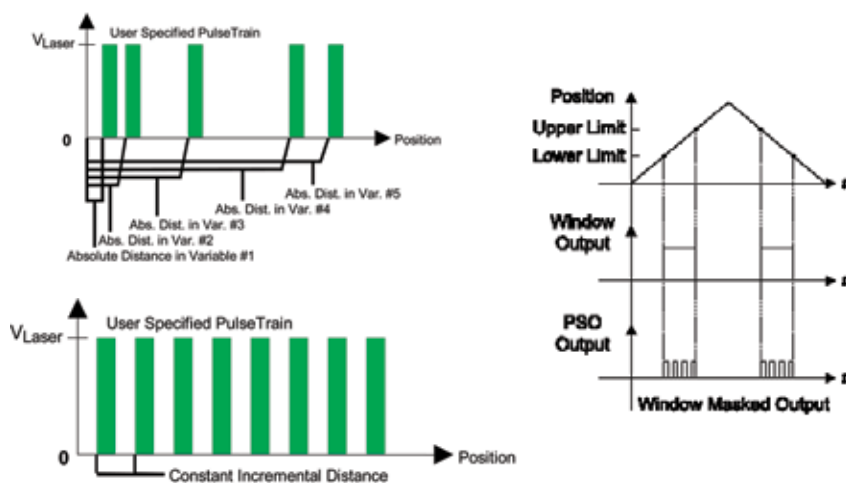 User Specified PulseTrain
VLaser
0
Position
Abs. Dist. in Var. #5
Abs. Dist. in Var. #4
Abs. Dist. in Var. #3
Abs. Dist. in Var. #2
Absolute Distance in Variable #1
User Specified PulseTrain
VLaser
0
Position
Constant Incremental Distance
Position
Upper Limit
Lower Limit
Window
Output
PSO
Output
Window Masked Output